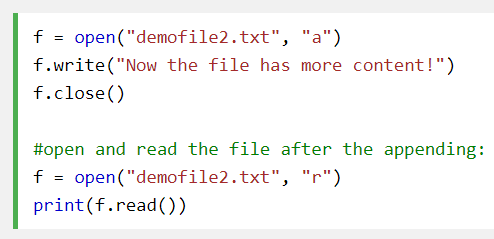 f = open("demofile2.txt", "a")
f.write("Now the file has more content!")
f.close()
#open and read the file after the appending:
f = open("demofile2.txt", "r")
print(f.read())